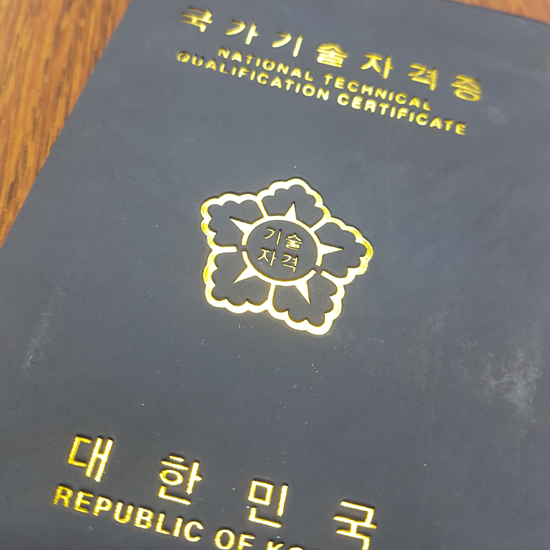 국가기술자격증
NATIONAL TECHNICAL
QUALIFICATION CERTIFICATE
기술
자격
대한민국
REPUBLIC OF